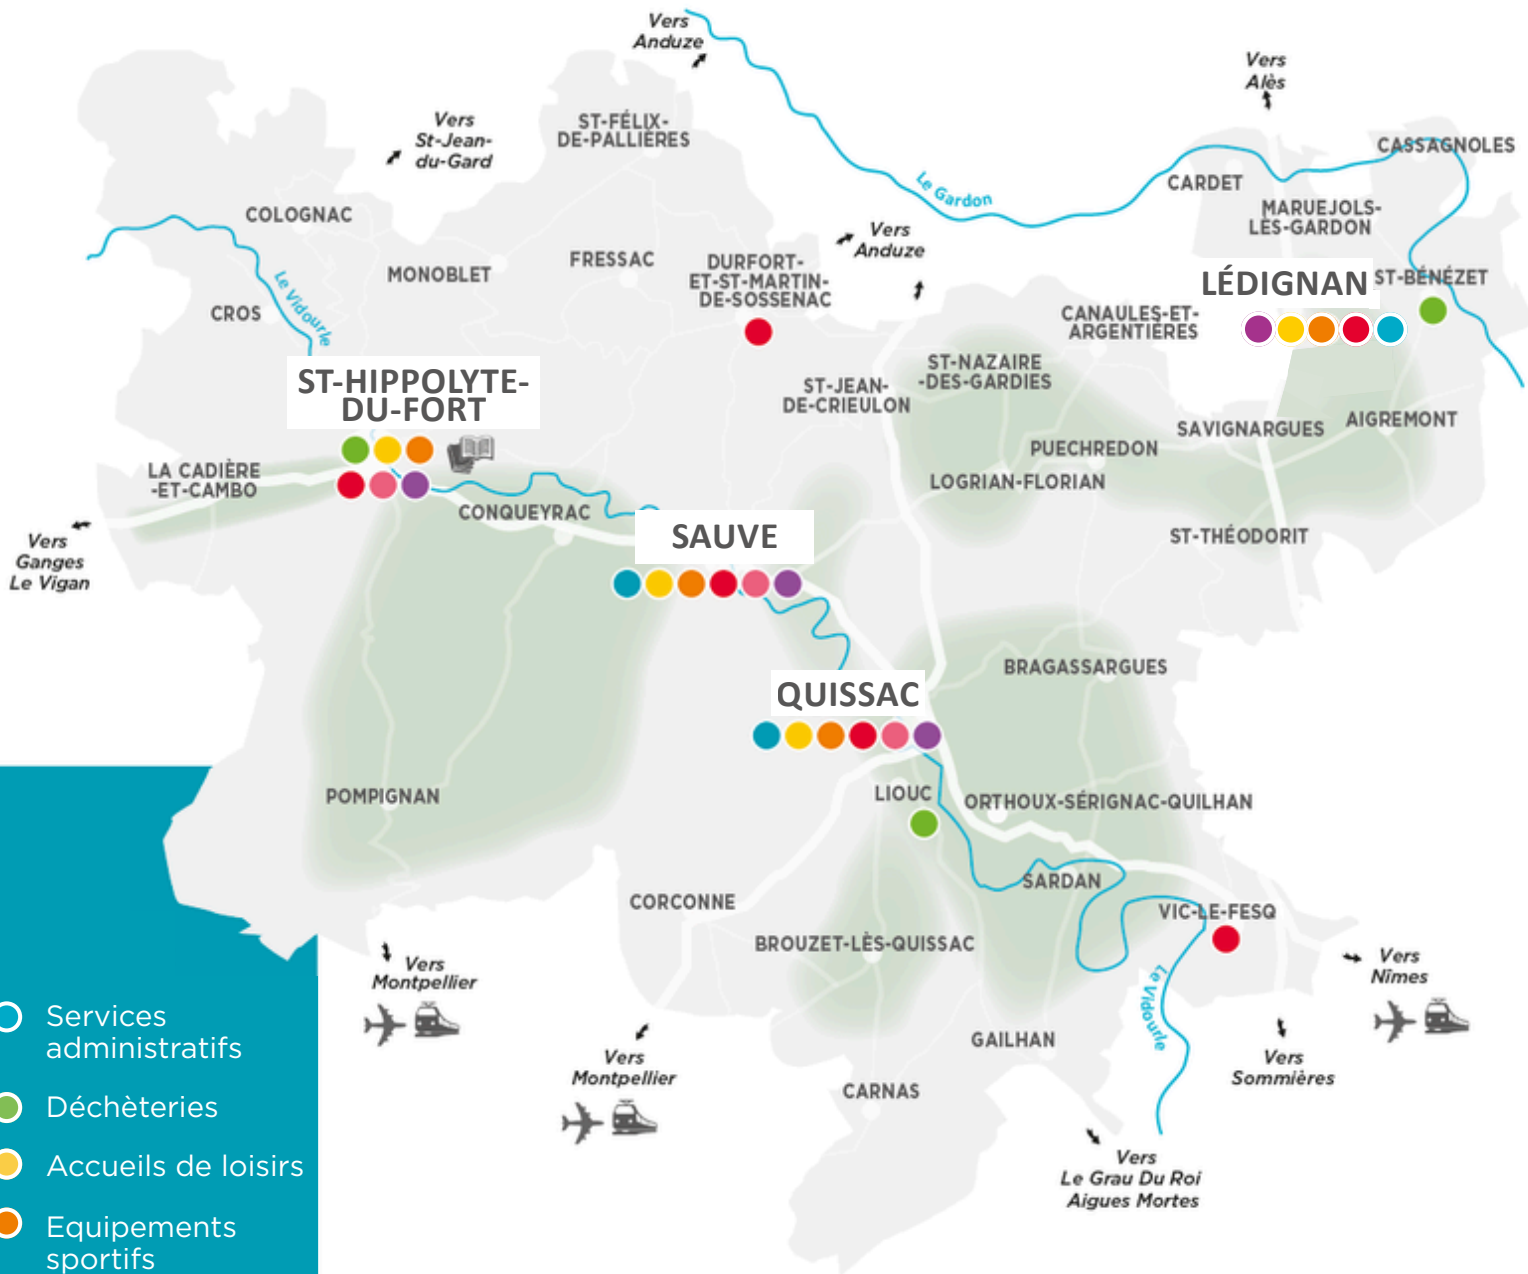 Vers
Anduze
Vers
Alès
Vers
St-Jean-
du-Gard
ST-FÉLIX-
DE-PALLIÈRES
CASSAGNOLES
CARDET
Le Gardon
MARUEJOLS-
LÈS-GARDON
COLOGNAC
Vers
Anduze
MONOBLET
FRESSAC
DURFORT-
ET-ST-MARTIN-
DE-SOSSENAC
LÉDIGNAN
ST-BÉNÉZET
Le Vidourle
CROS
CANAULES-ET-
ARGENTIÈRES
ST-HIPPOLYTE-
DU-FORT
ST-JEAN-
DE-CRIEULON
ST-NAZAIRE
-DES-GARDIES
SAVIGNARGUES
AIGREMONT
PUECHREDON
LA CADIÈRE
-ET-CAMBO
LOGRIAN-FLORIAN
CONQUEYRAC
SAUVE
ST-THÉODORIT
Vers
Ganges
Le Vigan
BRAGASSARGUES
QUISSAC
POMPIGNAN
LIOUC
ORTHOUX-SÉRIGNAC-QUILHAN
SARDAN
CORCONNE
VIC-LE-FESQ
BROUZET-LÈS-QUISSAC
Vers
Montpellier
Vers
Nîmes
Le Vidourle
GAILHAN
Vers
Montpellier
Vers
Sommières
CARNAS
Vers
Le Grau Du Roi
Aigues Mortes
Services
administratifs
Déchèteries
Accueils de loisirs
Equipements
sportifs